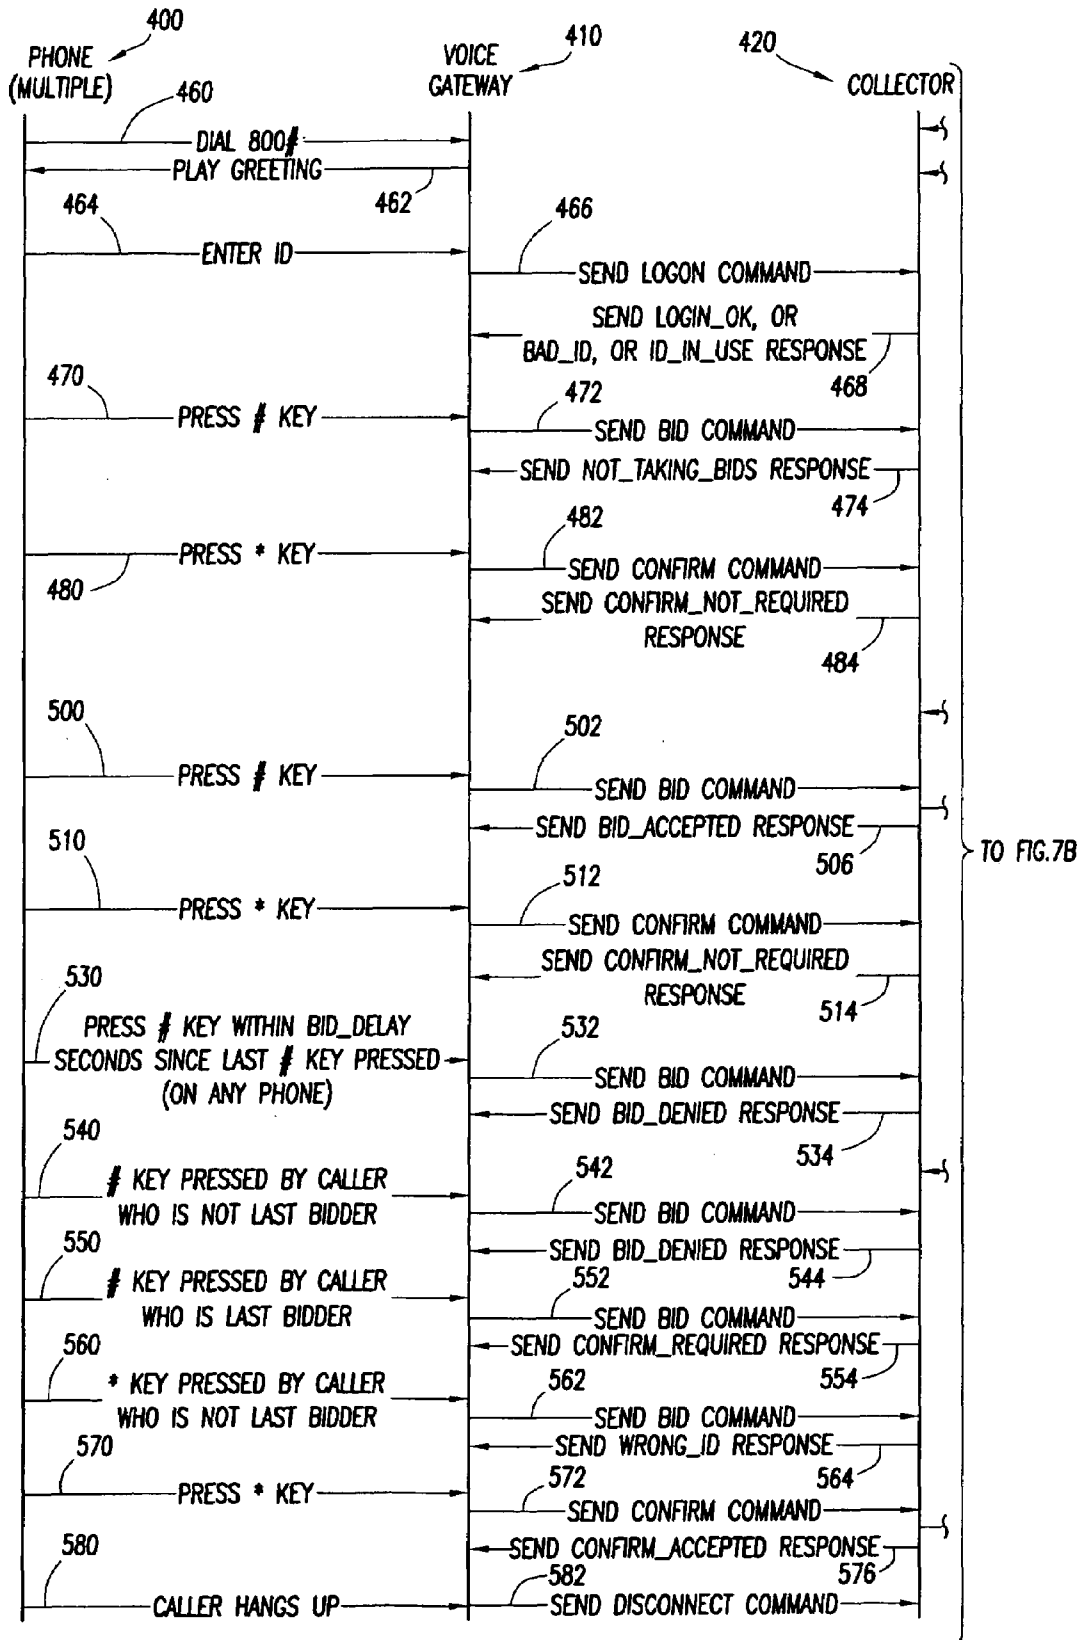 400
PHONE
(MULTIPLE)
410
VOICE
GATEWAY
420
COLLECTOR
460
DIAL 800#
PLAY GREETING
462
464
ENTER ID
466
SEND LOGON COMMAND
SEND LOGIN_OK, OR
BAD_ID, OR ID_IN_USE RESPONSE
468
470
PRESS # KEY
472
SEND BID COMMAND
SEND NOT_TAKING_BIDS RESPONSE
474
482
PRESS * KEY
480
SEND CONFIRM COMMAND
SEND CONFIRM_NOT_REQUIRED
RESPONSE
484
500
PRESS # KEY
502
SEND BID COMMAND
SEND BID_ACCEPTED RESPONSE
506
TO FIG.7B
510
PRESS * KEY
512
SEND CONFIRM COMMAND
SEND CONFIRM_NOT_REQUIRED
RESPONSE
514
530
PRESS # KEY WITHIN BID_DELAY
SECONDS SINCE LAST # KEY PRESSED
(ON ANY PHONE)
532
SEND BID COMMAND
SEND BID_DENIED RESPONSE
534
540
# KEY PRESSED BY CALLER
WHO IS NOT LAST BIDDER
542
SEND BID COMMAND
SEND BID_DENIED RESPONSE
544
550
# KEY PRESSED BY CALLER
WHO IS LAST BIDDER
552
SEND BID COMMAND
SEND CONFIRM_REQUIRED RESPONSE
554
560
* KEY PRESSED BY CALLER
WHO IS NOT LAST BIDDER
562
SEND BID COMMAND
SEND WRONG_ID RESPONSE
564
570
PRESS * KEY
572
SEND CONFIRM COMMAND
SEND CONFIRM_ACCEPTED RESPONSE
576
580
CALLER HANGS UP
582
SEND DISCONNECT COMMAND